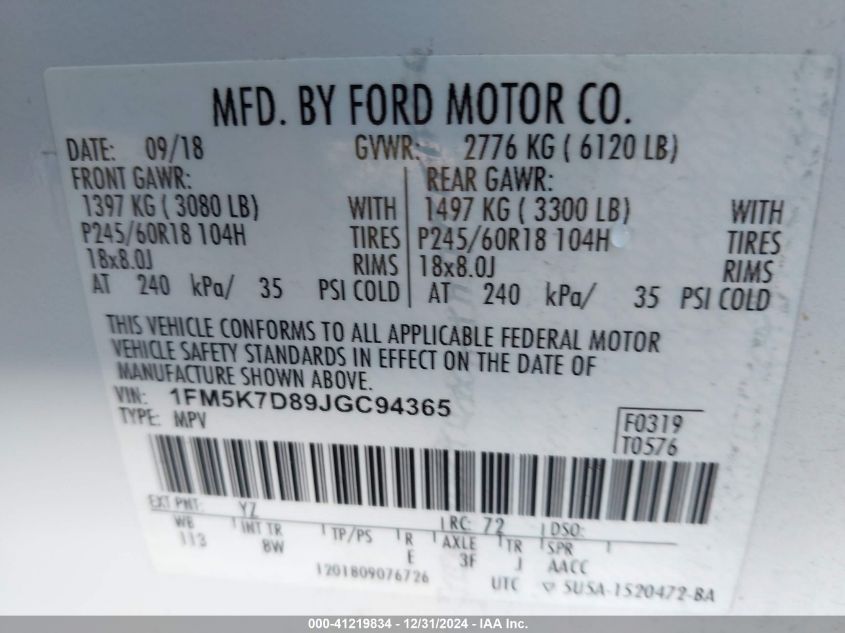 MFD. BY FORD MOTOR CO.
DATE: 09/18 GVWR: 2776 KG ( 6120 LB)
FRONT GAWR: REAR GAWR:
1397 KG ( 3080 LB) WITH 1497 KG ( 3300 LB) WITH
P245/60R18 104H TIRES P245/60R18 104H TIRES
18x8.0J RIMS 18x8.0J RIMS
AT 240 kPa/ 35 PSI COLD AT 240 kPa/ 35 PSI COLD
THIS VEHICLE CONFORMS TO ALL APPLICABLE FEDERAL MOTOR
VEHICLE SAFETY STANDARDS IN EFFECT ON THE DATE OF
MANUFACTURE SHOWN ABOVE.
VIN: 1FM5K7D89JGC94365
TYPE: MPV
F0319
T0576
EXT PNT: YZ RC: 72 DSO:
WB INT TR TP/PS R AXLE TR SPR
113 BW E 3F J AACC
1201809076726 UTC 5U5A-1520472-BA
000-41219834 - 12/31/2024 - IAA Inc.